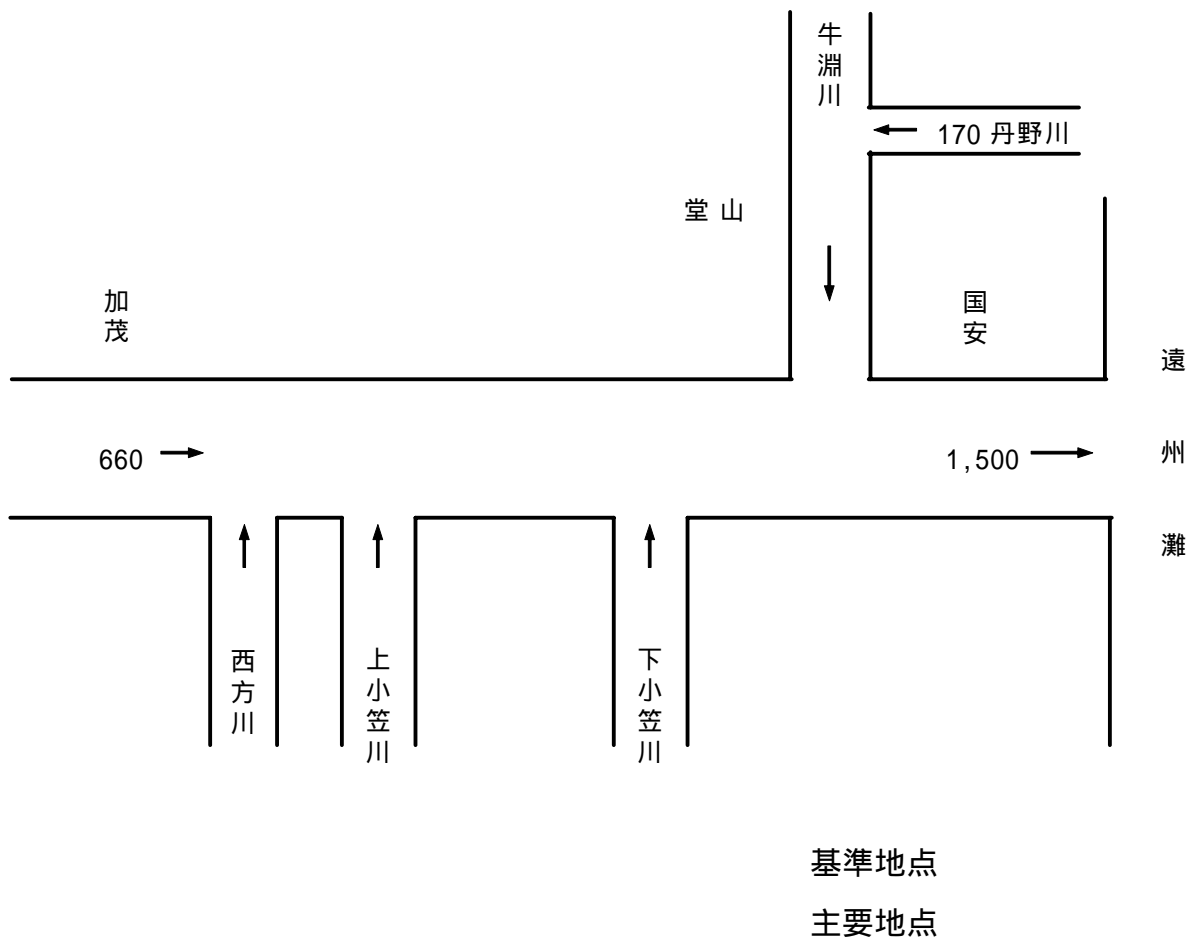 牛淵川
170 丹野川
堂山
加茂
国安
遠州灘
660
1,500
西方川
上小笠川
下小笠川
基準地点
主要地点